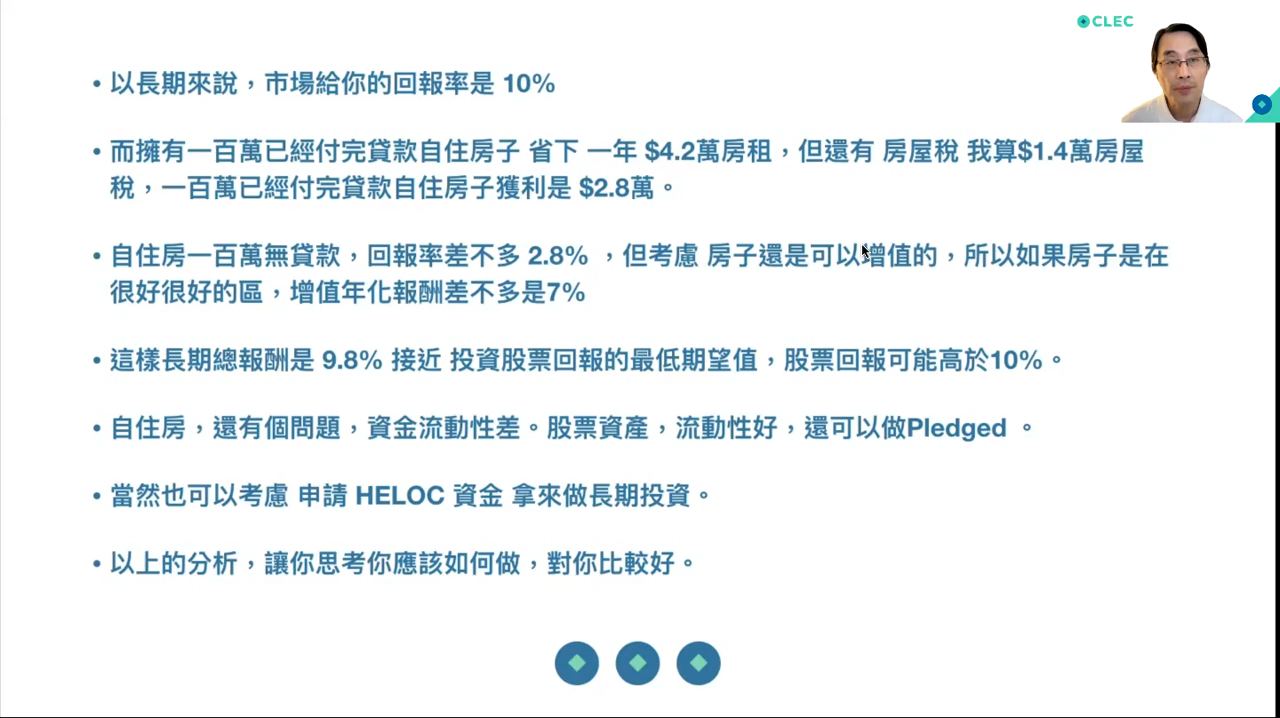 CLEC
• 以長期來說，市場給你的回報率是 10%
• 而擁有一百萬已經付完貸款自住房子 省下 一年 $4.2萬房租，但還有 房屋稅 我算$1.4萬房屋
稅，一百萬已經付完貸款自住房子獲利是 $2.8萬。
• 自住房一百萬無貸款，回報率差不多 2.8% ，但考慮 房子還是可以增值的，所以如果房子是在
很好很好的區，增值年化報酬差不多是7%
• 這樣長期總報酬是 9.8% 接近 投資股票回報的最低期望值，股票回報可能高於10%。
• 自住房，還有個問題，資金流動性差。股票資產，流動性好，還可以做Pledged 。
• 當然也可以考慮 申請 HELOC 資金 拿來做長期投資。
• 以上的分析，讓你思考你應該如何做，對你比較好。